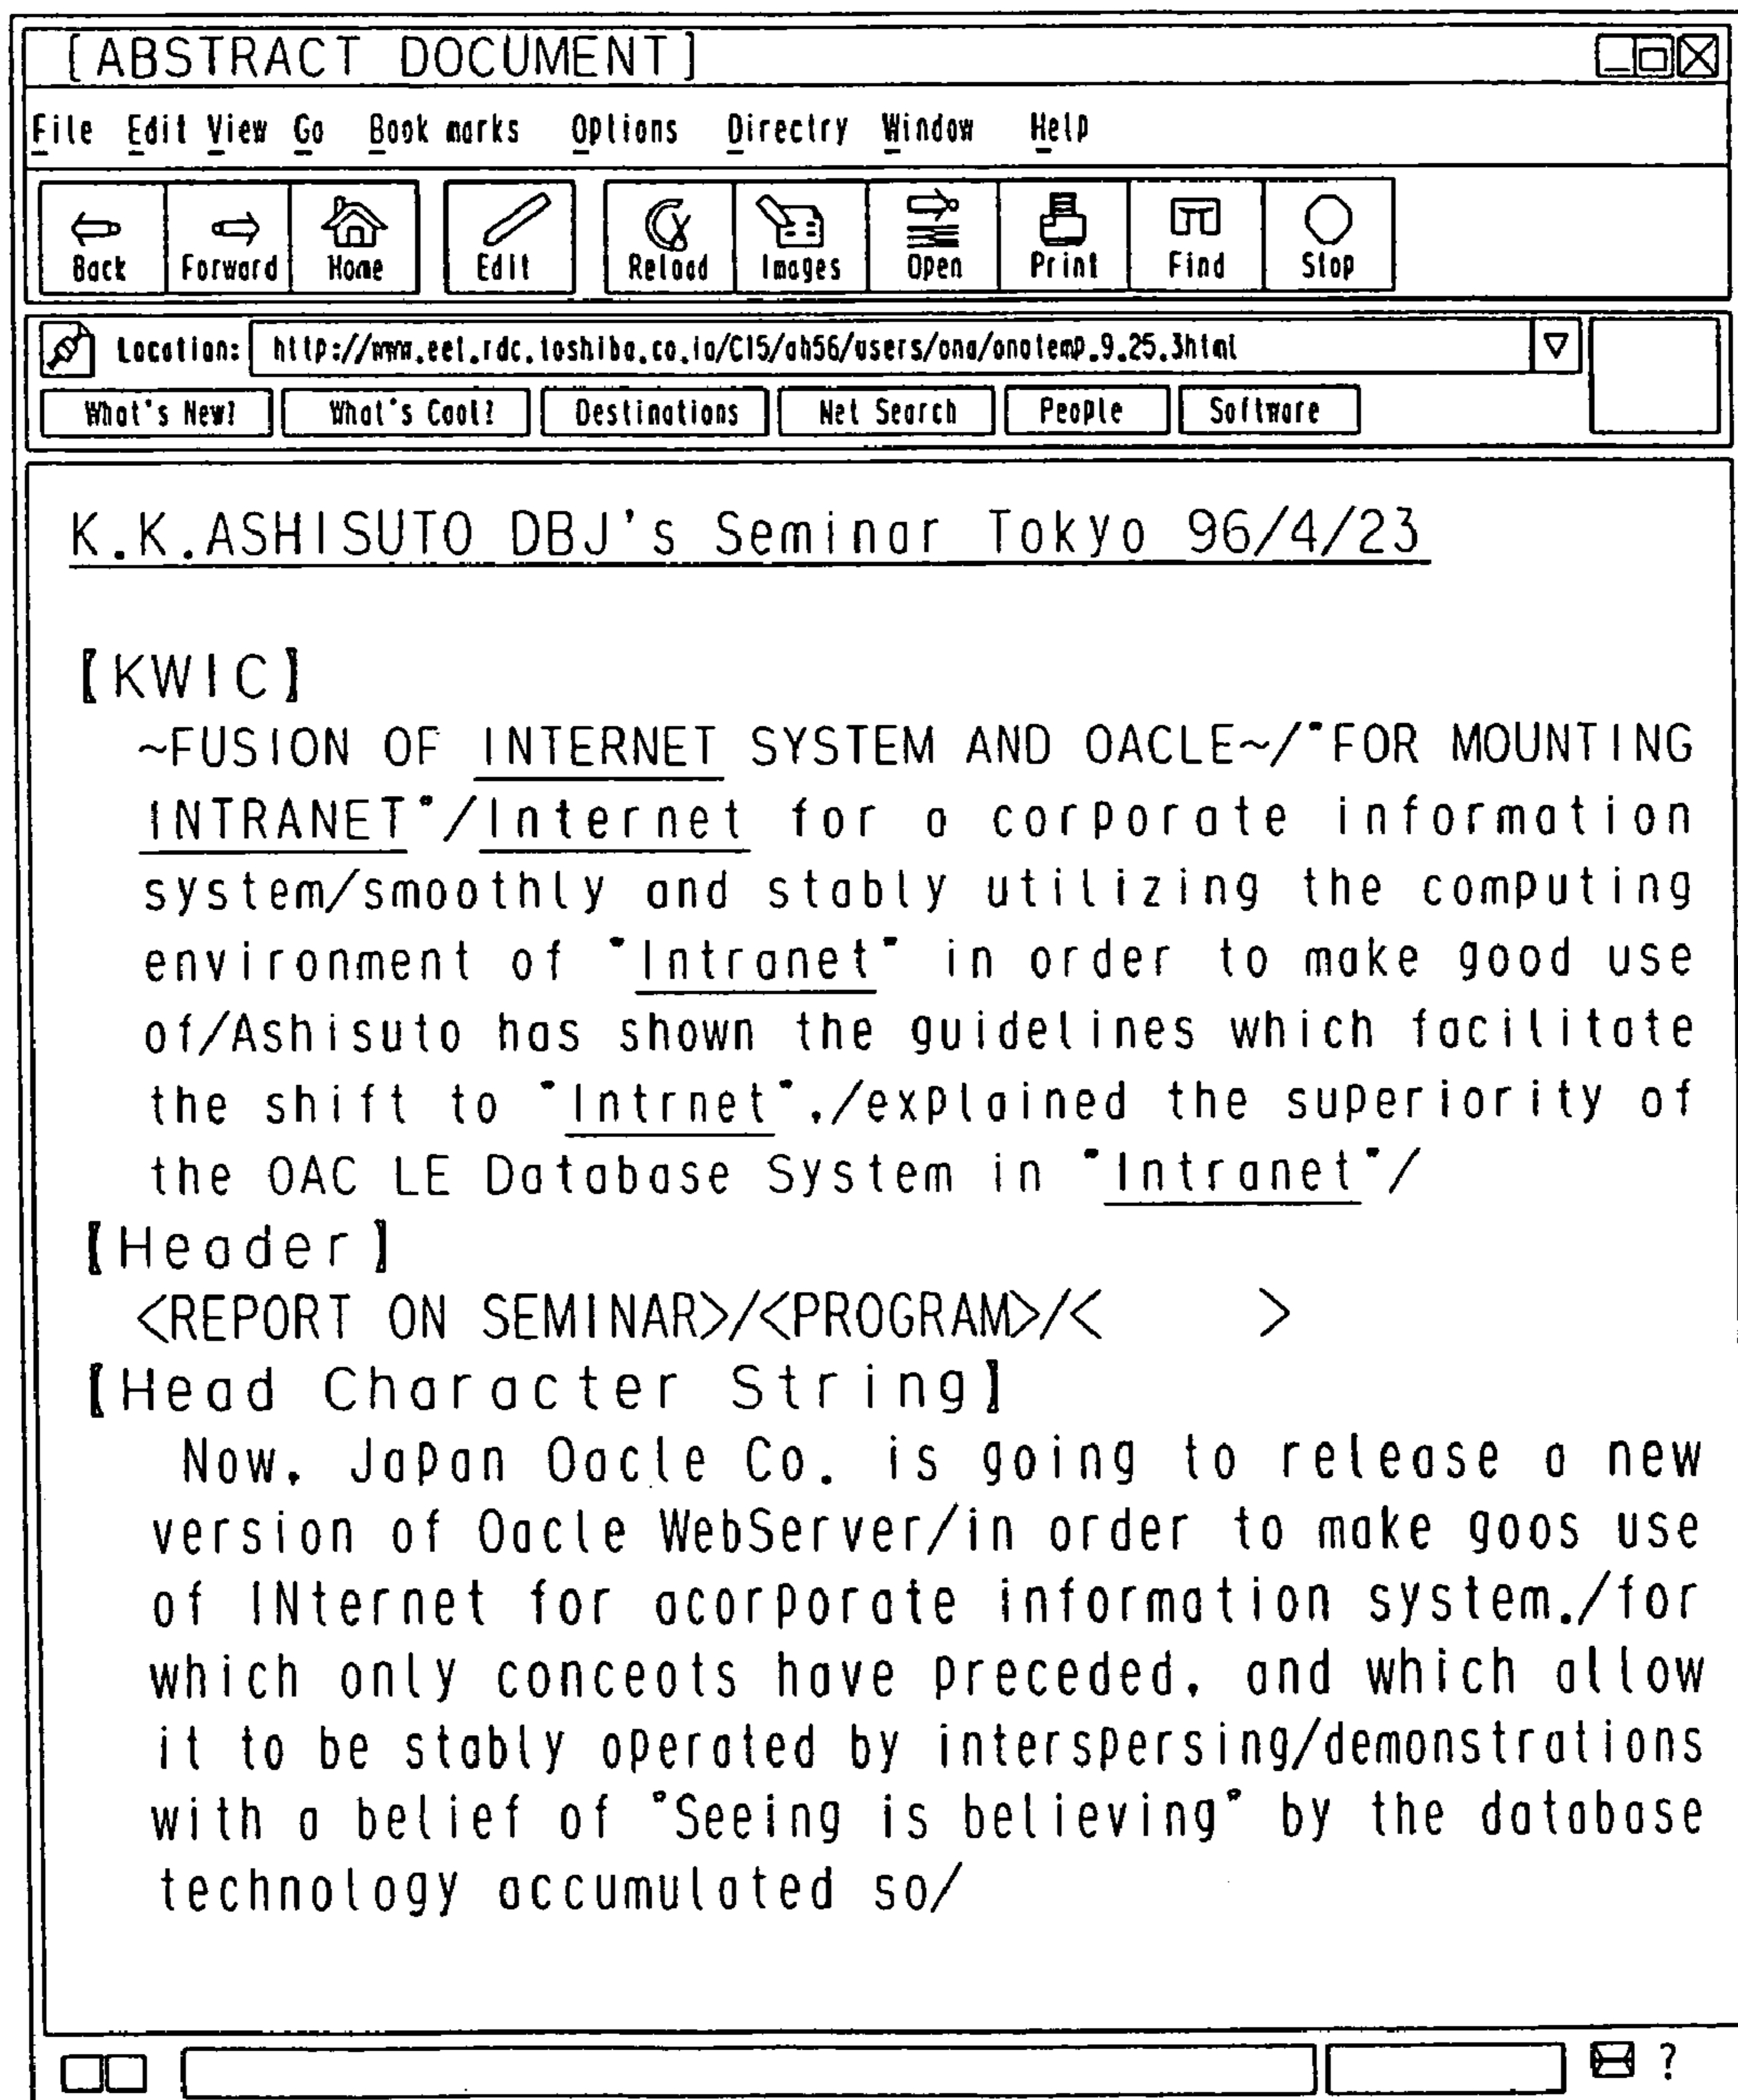 [ABSTRACT DOCUMENT]
File Edit View Go Book marks Options Directry Window Help
Back Forward Home Edit Reload Images Open Print Find Stop
Location: http://www.eel.rdc.toshiba.co.ja/C15/ah56/users/ona/onatemp.9.25.3html
What's New! What's Cool? Destinations Net Search People Software
K.K.ASHISUTO DBJ's Seminar Tokyo 96/4/23
【KWIC】
~FUSION OF INTERNET SYSTEM AND OACLE~/"FOR MOUNTING
INTRANET"/Internet for a corporate information
system/smoothly and stably utilizing the computing
environment of "Intranet" in order to make good use
of/Ashisuto has shown the guidelines which facilitate
the shift to "Intrnet"./explained the superiority of
the OAC LE Database System in "Intranet"/
【Header】
<REPORT ON SEMINAR>/<PROGRAM>/< >
【Head Character String】
Now, Japan Oacle Co. is going to release a new
version of Oacle WebServer/in order to make goos use
of INternet for acorporate information system./for
which only conceots have preceded, and which allow
it to be stably operated by interspersing/demonstrations
with a belief of "Seeing is believing" by the database
technology accumulated so/
?